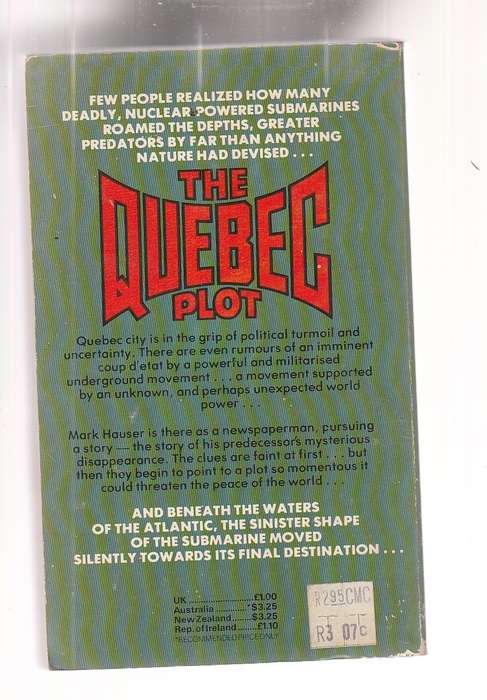 FEW PEOPLE REALIZED HOW MANY
DEADLY, NUCLEAR POWERED SUBMARINES
ROAMED THE DEPTHS, GREATER
PREDATORS BY FAR THAN ANYTHING
NATURE HAD DEVISED . . .
THE
QUEBEC
PLOT
Quebec city is in the grip of political turmoil and
uncertainty. There are even rumours of an imminent
coup d'etat by a powerful and militarised
underground movement . . . a movement supported
by an unknown, and perhaps unexpected world
power . . .
Mark Hauser is there as a newspaperman, pursuing
a story — the story of his predecessor's mysterious
disappearance. The clues are faint at first . . . but
then they begin to point to a plot so momentous it
could threaten the peace of the world . . .
AND BENEATH THE WATERS
OF THE ATLANTIC, THE SINISTER SHAPE
OF THE SUBMARINE MOVED
SILENTLY TOWARDS ITS FINAL DESTINATION . . .
UK ........................£1.00
Australia ............*$3.25
New Zealand.......$3.25
Rep. of Ireland.....£1.10
*RECOMMENDED PRICE ONLY
R295CMC
R3 07c